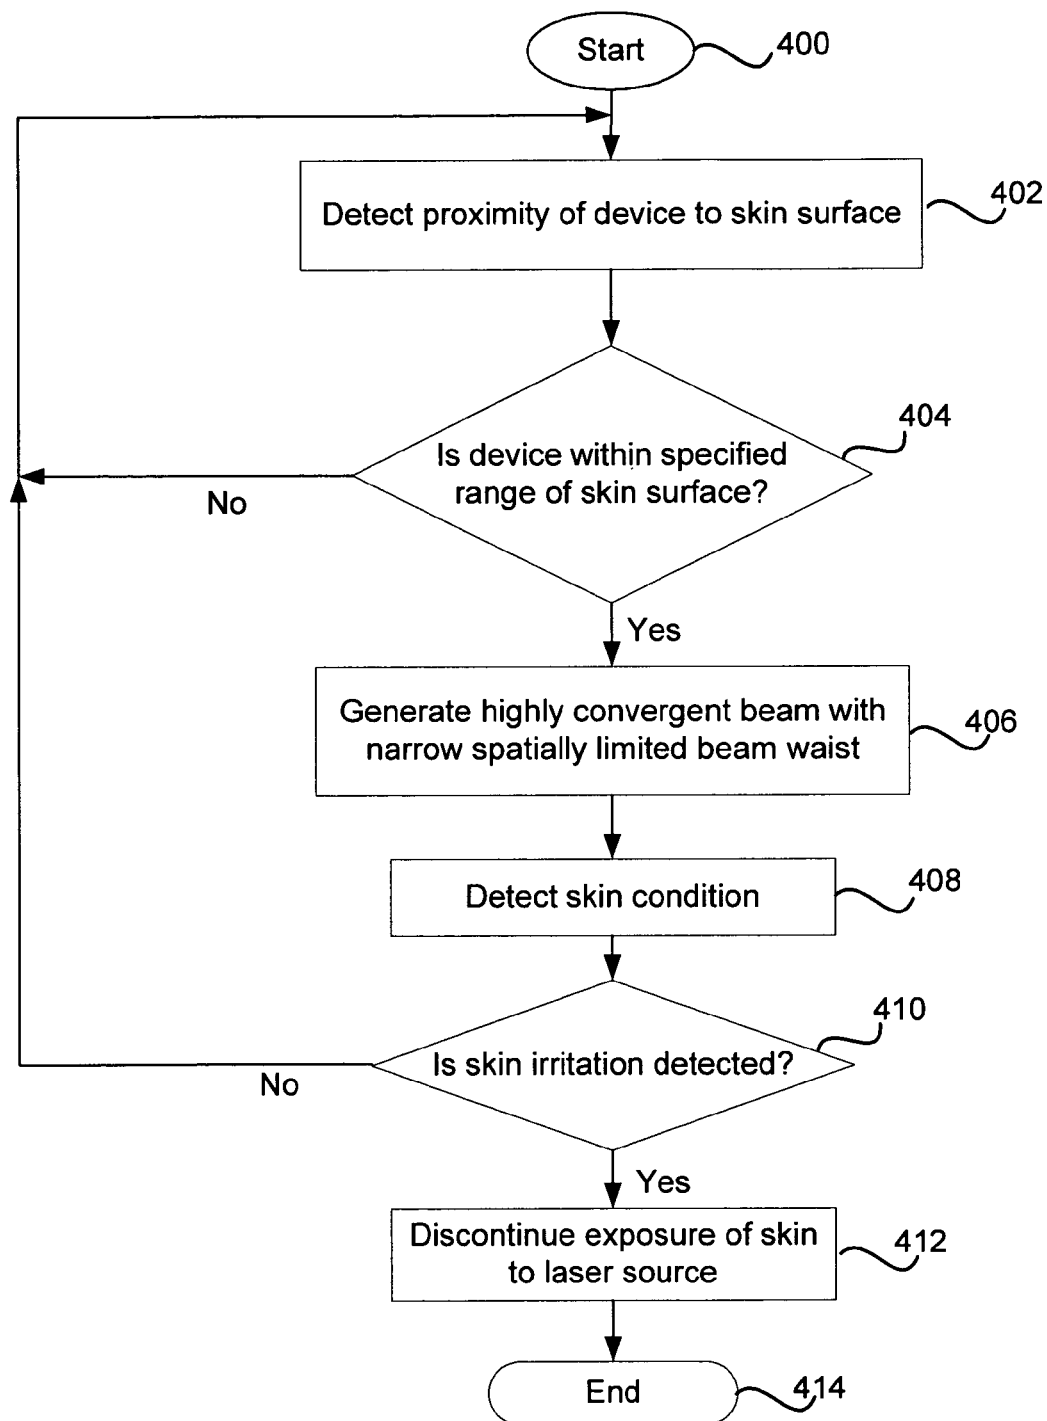 Start
400
Detect proximity of device to skin surface
402
Is device within specified
range of skin surface?
404
No
Yes
Generate highly convergent beam with
narrow spatially limited beam waist
406
Detect skin condition
408
Is skin irritation detected?
410
No
Yes
Discontinue exposure of skin
to laser source
412
End
414